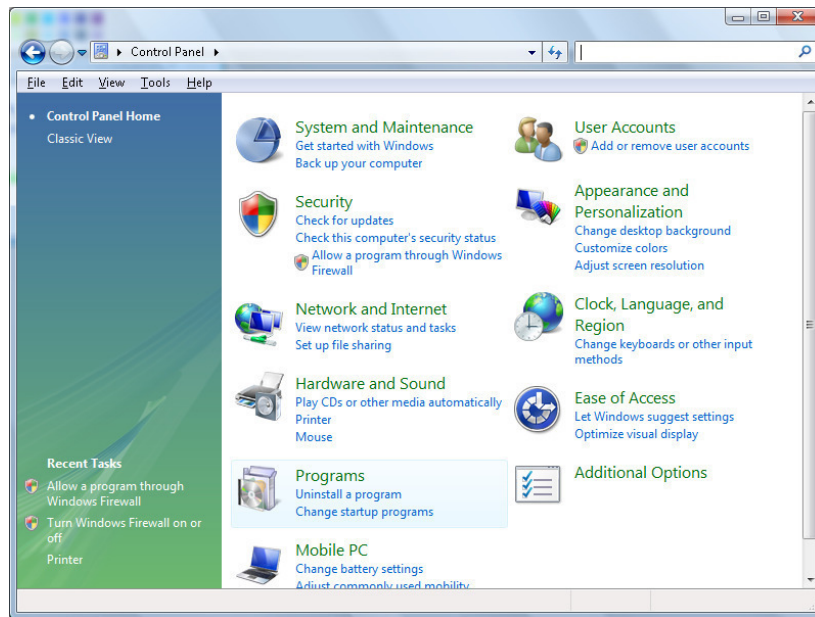 Control Panel
File Edit View Tools Help
Control Panel Home
Classic View
System and Maintenance
Get started with Windows
Back up your computer
Security
Check for updates
Check this computer's security status
Allow a program through Windows
Firewall
Network and Internet
View network status and tasks
Set up file sharing
Hardware and Sound
Play CDs or other media automatically
Printer
Mouse
Programs
Uninstall a program
Change startup programs
Mobile PC
Change battery settings
Adjust commonly used mobility
User Accounts
Add or remove user accounts
Appearance and
Personalization
Change desktop background
Customize colors
Adjust screen resolution
Clock, Language, and
Region
Change keyboards or other input
methods
Ease of Access
Let Windows suggest settings
Optimize visual display
Additional Options
Recent Tasks
Allow a program through
Windows Firewall
Turn Windows Firewall on or
off
Printer